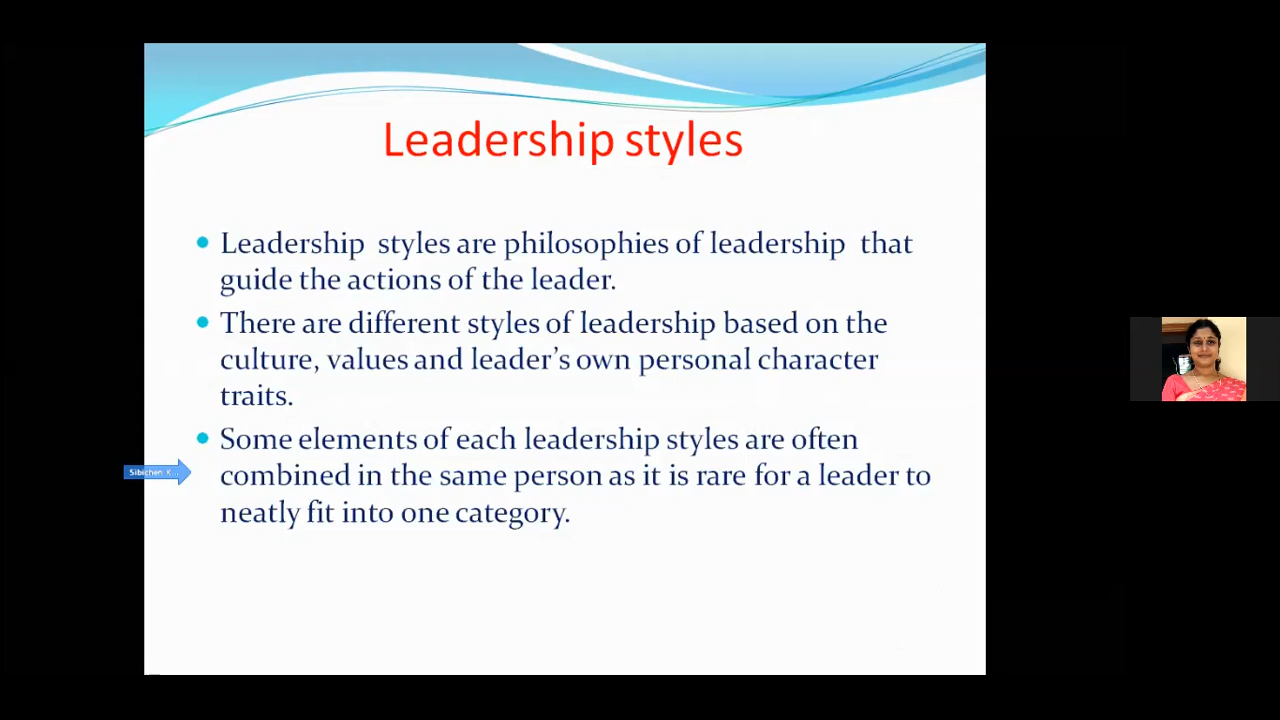 Leadership styles
Leadership styles are philosophies of leadership that
guide the actions of the leader.
There are different styles of leadership based on the
culture, values and leader’s own personal character
traits.
Some elements of each leadership styles are often
Sibichen K...
combined in the same person as it is rare for a leader to
neatly fit into one category.